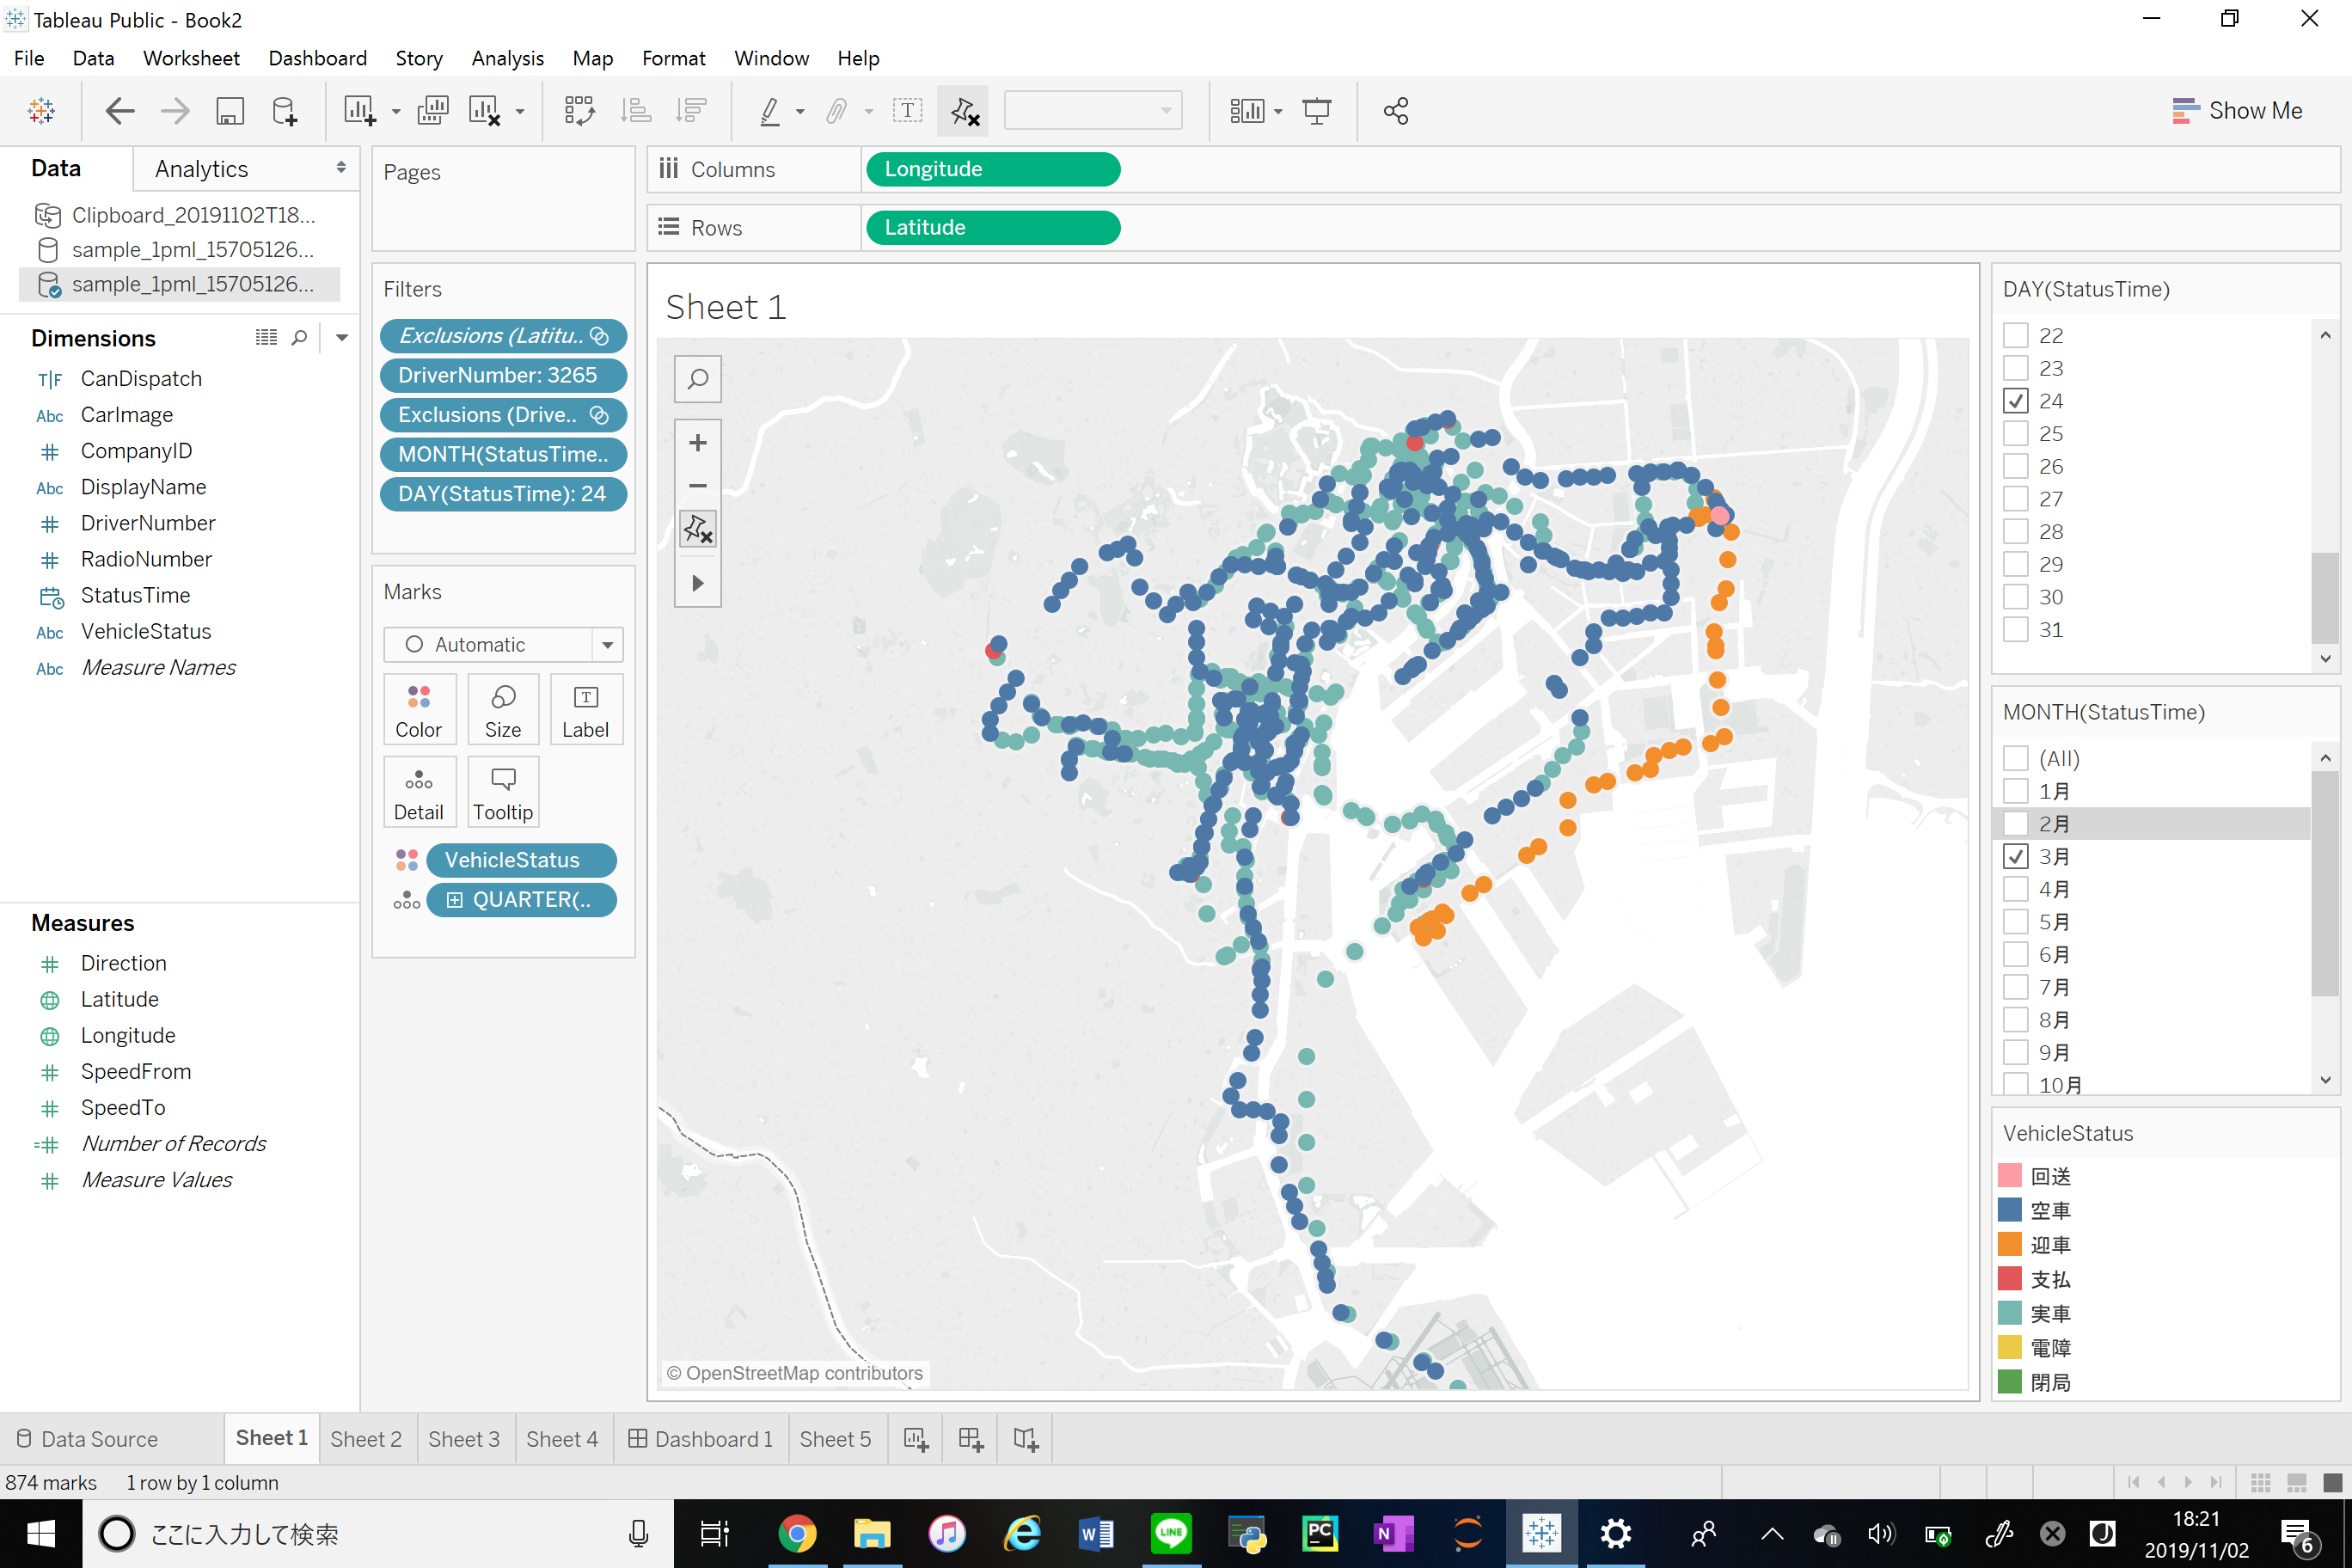 Tableau Public - Book2
File Data Worksheet Dashboard Story Analysis Map Format Window Help
Show Me
Data
Analytics
Clipboard_20191102T18...
sample_1pml_15705126...
sample_1pml_15705126...
Dimensions
T|F CanDispatch
Abc CarImage
# CompanyID
Abc DisplayName
# DriverNumber
# RadioNumber
StatusTime
Abc VehicleStatus
Abc Measure Names
Measures
# Direction
Latitude
Longitude
# SpeedFrom
# SpeedTo
=# Number of Records
# Measure Values
Pages
Filters
Exclusions (Latitu..
DriverNumber: 3265
Exclusions (Drive..
MONTH(StatusTime..
DAY(StatusTime): 24
Marks
Automatic
Color Size Label
Detail Tooltip
VehicleStatus
QUARTER(..
Columns Longitude
Rows Latitude
Sheet 1
© OpenStreetMap contributors
DAY(StatusTime)
22
23
24
25
26
27
28
29
30
31
MONTH(StatusTime)
(All)
1月
2月
3月
4月
5月
6月
7月
8月
9月
10月
VehicleStatus
回送
空車
迎車
支払
実車
電障
閉局
Data Source Sheet 1 Sheet 2 Sheet 3 Sheet 4 Dashboard 1 Sheet 5
874 marks 1 row by 1 column
ここに入力して検索
LINE
PC
18:21
2019/11/02
6